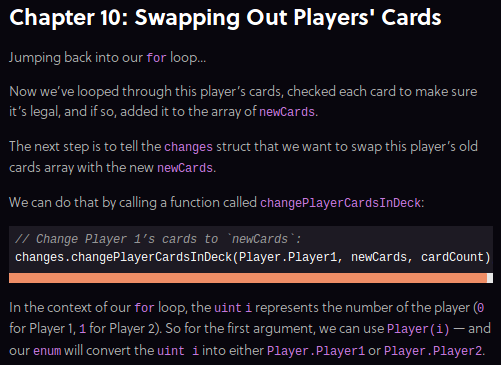 Chapter 10: Swapping Out Players' Cards
Jumping back into our for loop...
Now we've looped through this player's cards, checked each card to make sure
it's legal, and if so, added it to the array of newCards.
The next step is to tell the changes struct that we want to swap this player's old
cards array with the new newCards.
We can do that by calling a function called changePlayerCardsInDeck:
// Change Player 1's cards to `newCards`:
changes.changePlayerCardsInDeck(Player.Player1, newCards, cardCount)
In the context of our for loop, the uint i represents the number of the player (0
for Player 1, 1 for Player 2). So for the first argument, we can use Player(i) — and
our enum will convert the uint i into either Player.Player1 or Player.Player2.